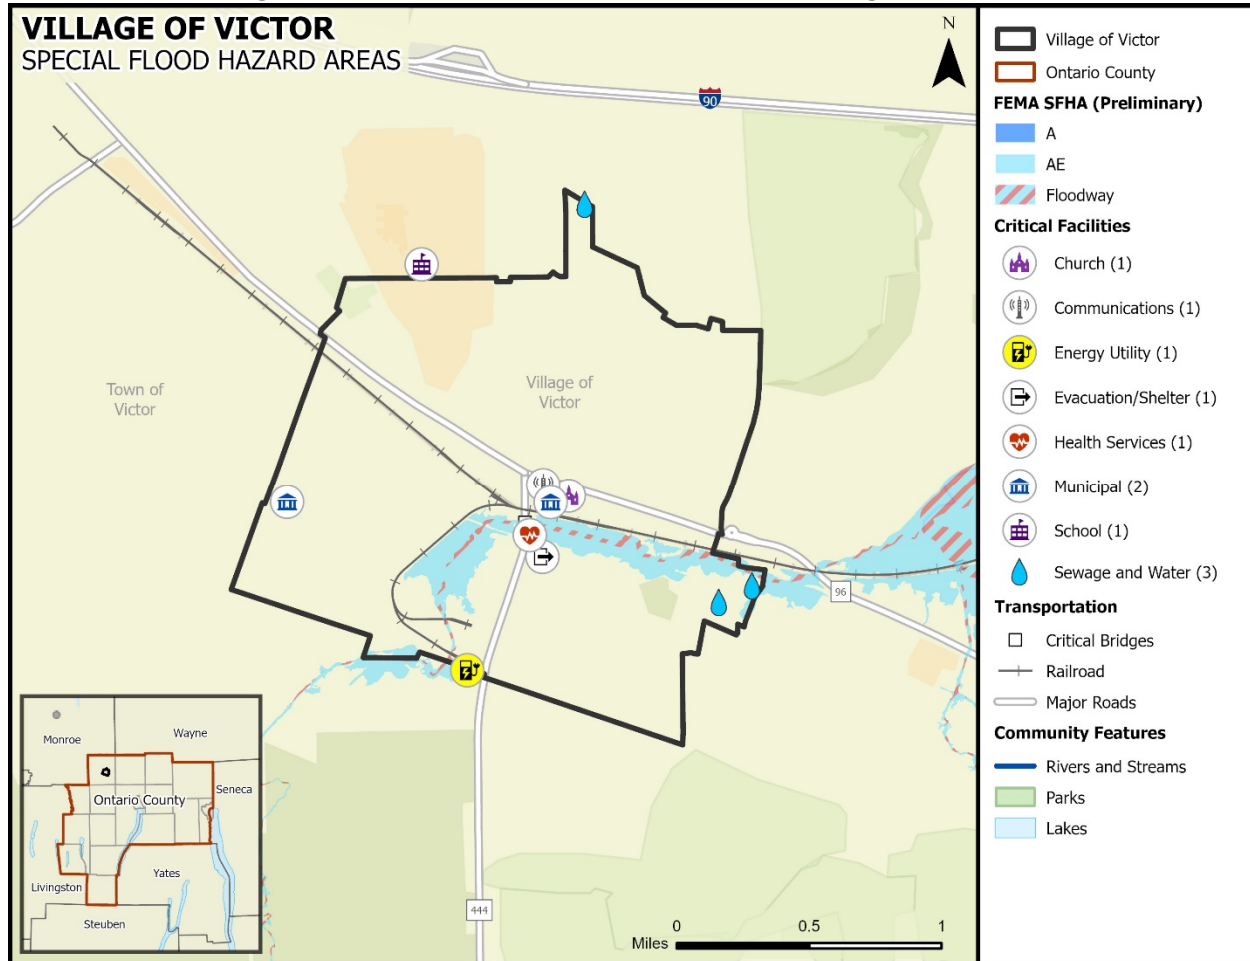 VILLAGE OF VICTOR
SPECIAL FLOOD HAZARD AREAS
N
90
Town of
Victor
Village of
Victor
96
444
Monroe
Wayne
Ontario County
Seneca
Livingston
Yates
Steuben
0 0.5 1
Miles
Village of Victor
Ontario County
FEMA SFHA (Preliminary)
A
AE
Floodway
Critical Facilities
Church (1)
Communications (1)
Energy Utility (1)
Evacuation/Shelter (1)
Health Services (1)
Municipal (2)
School (1)
Sewage and Water (3)
Transportation
Critical Bridges
Railroad
Major Roads
Community Features
Rivers and Streams
Parks
Lakes